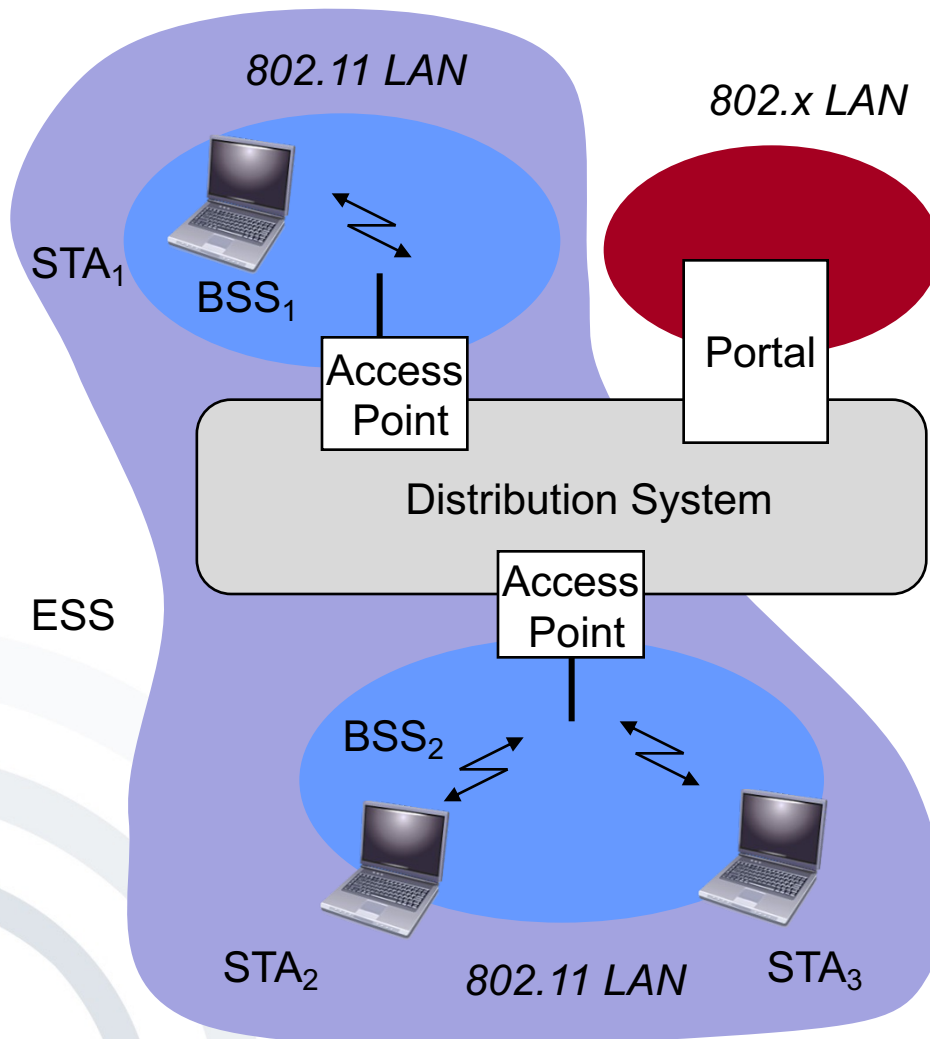 802.11 LAN
802.x LAN
STA₁
BSS₁
Access
Point
Portal
Distribution System
Access
Point
ESS
BSS₂
STA₂
802.11 LAN
STA₃